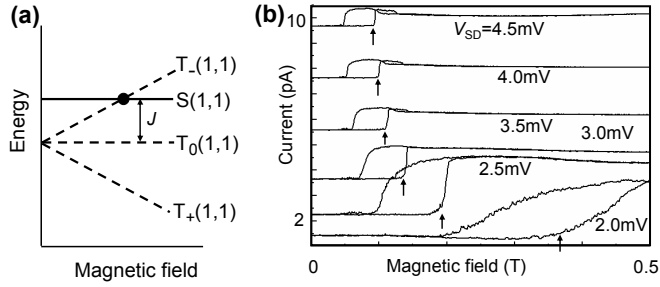 (a)
T₋(1,1)
S(1,1)
J
T₀(1,1)
T₊(1,1)
Energy
Magnetic field
(b)
10
V_SD=4.5mV
4.0mV
3.5mV
3.0mV
2.5mV
2.0mV
2
Current (pA)
0
Magnetic field (T)
0.5